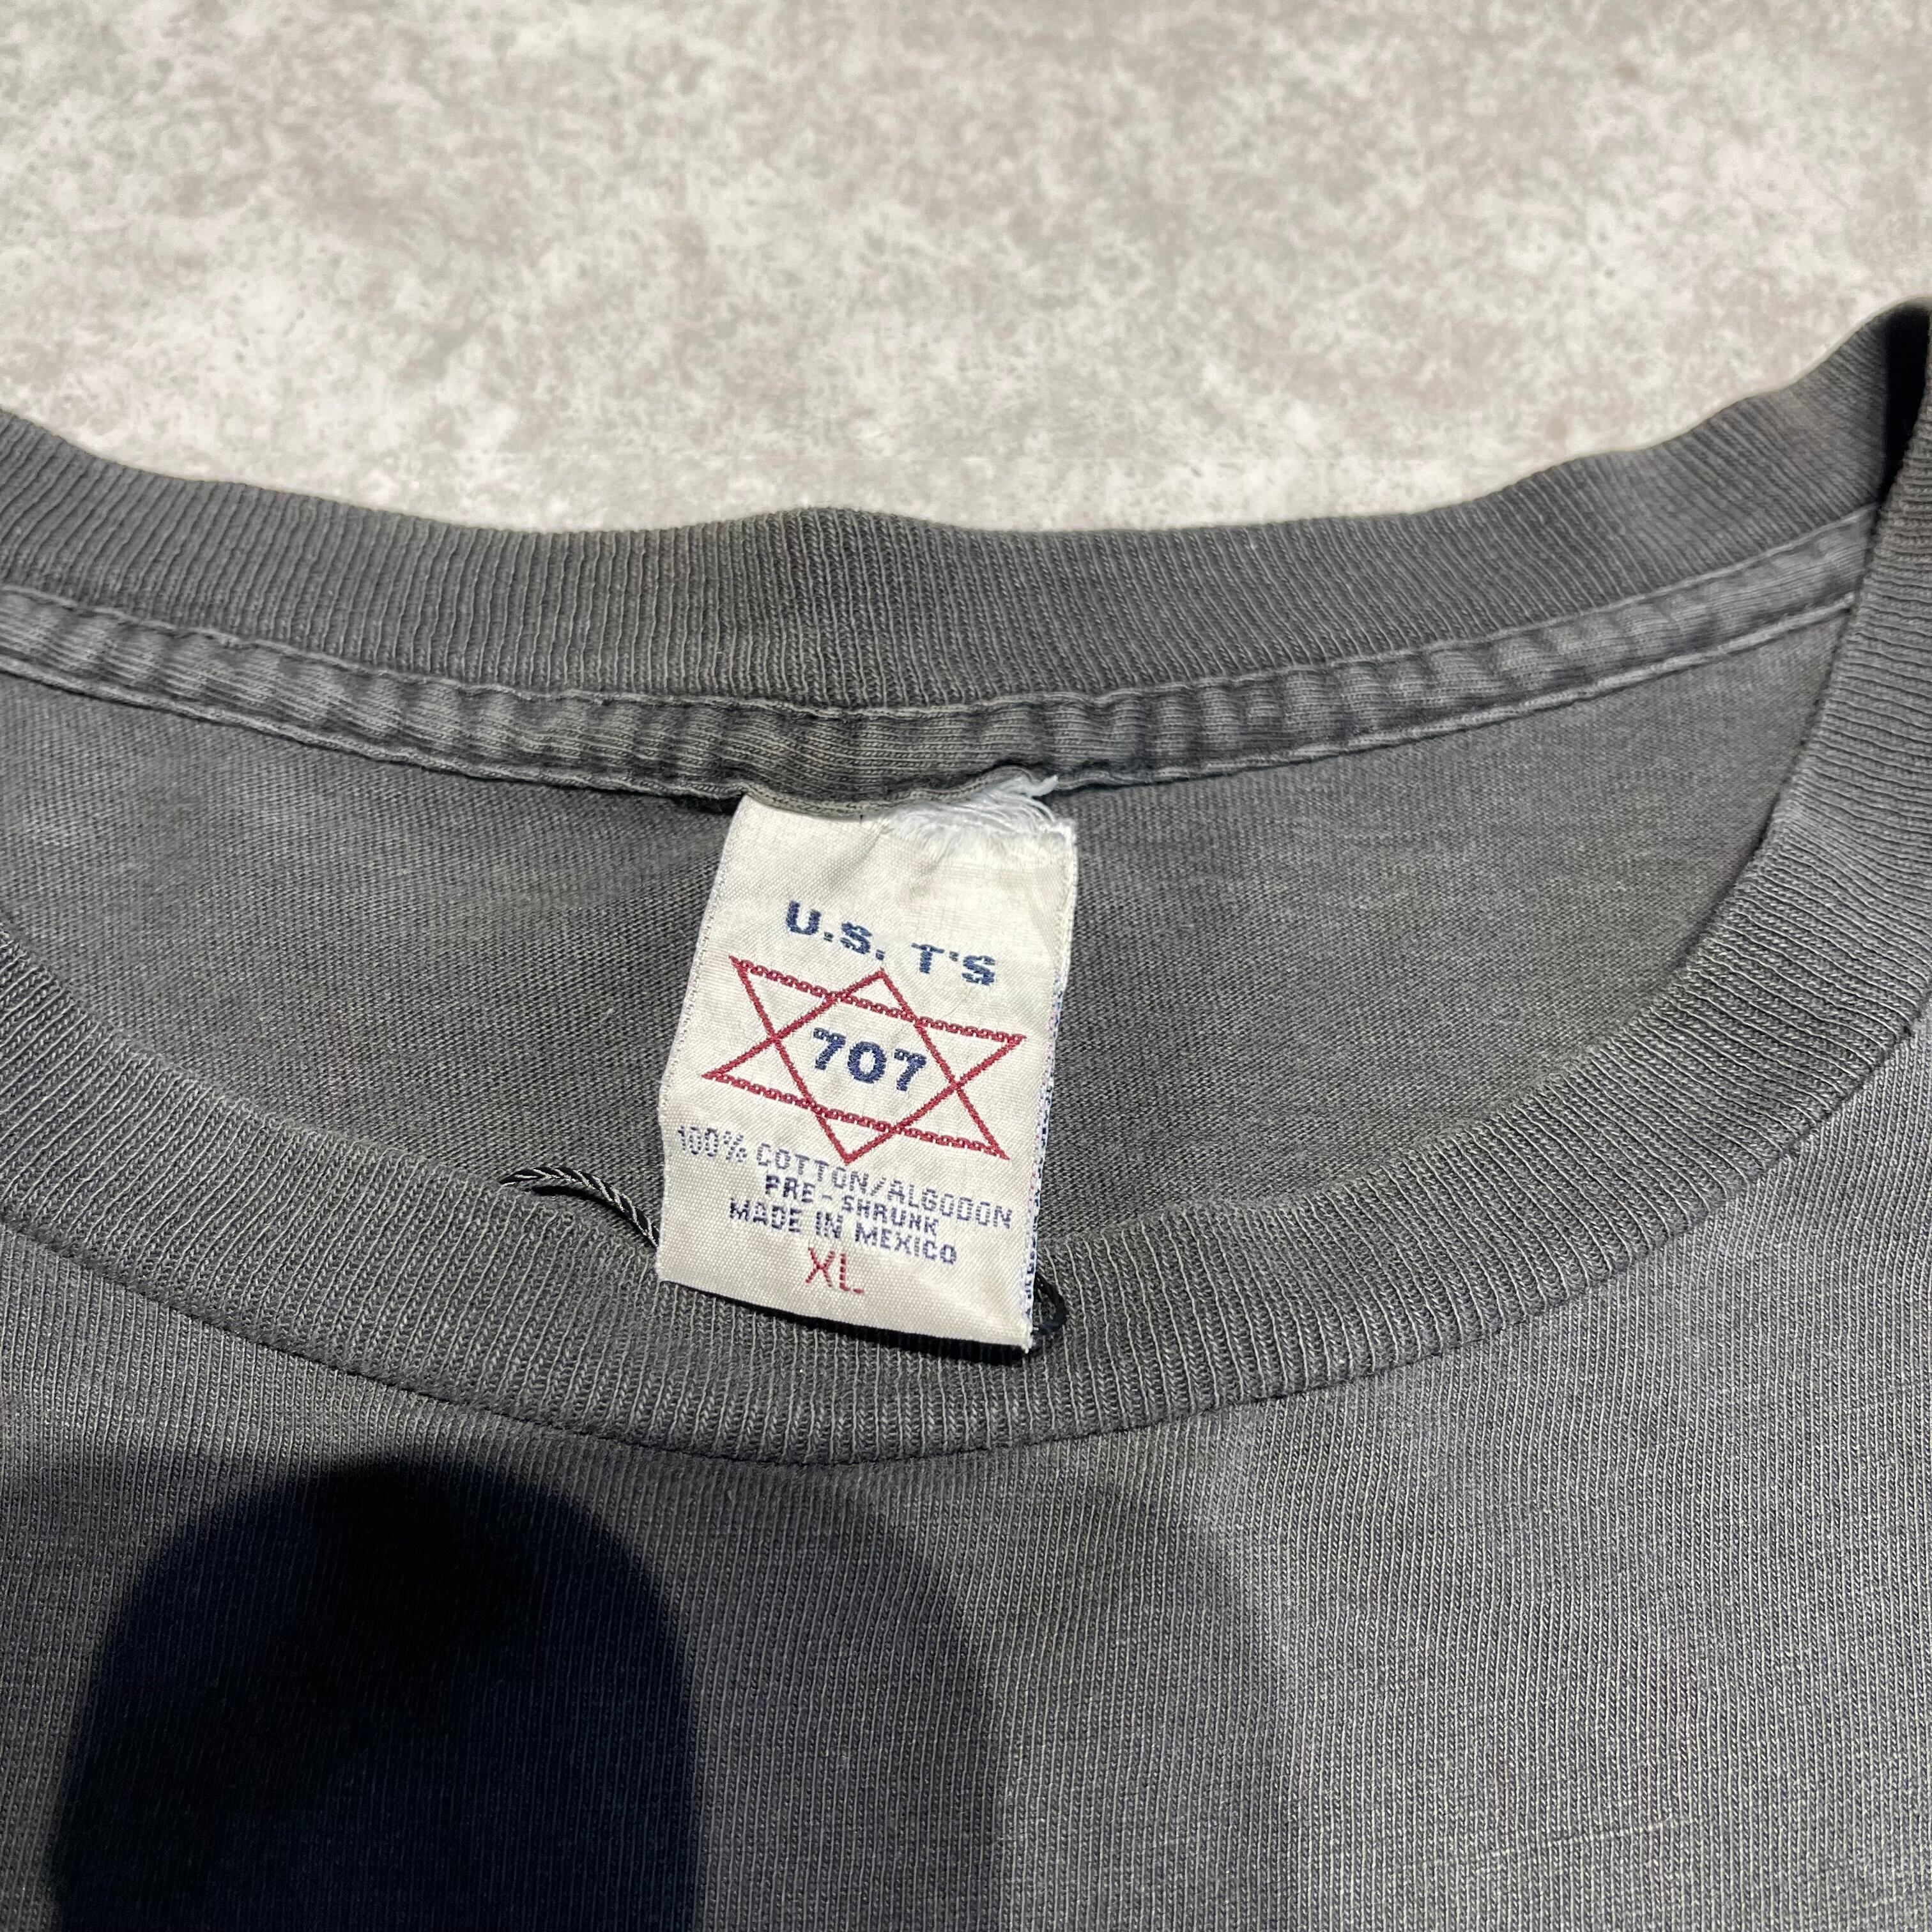 U.S. T'S
707
100% COTTON/ALGODON
PRE-SHRUNK
MADE IN MEXICO
XL